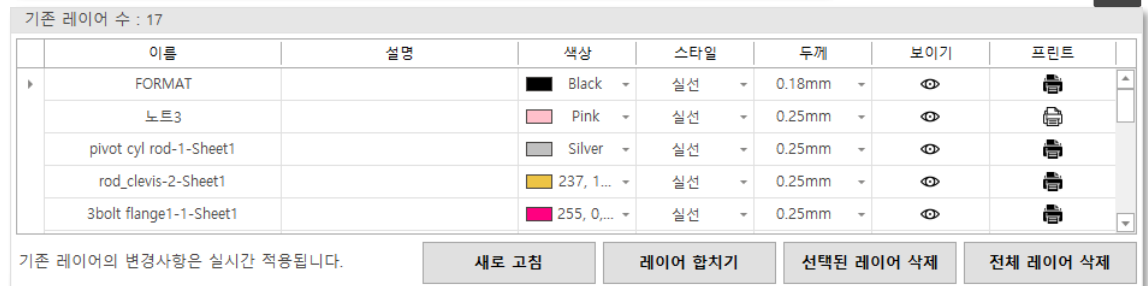 기존 레이어 수 : 17
이름 설명 색상 스타일 두께 보이기 프린트
FORMAT Black 실선 0.18mm
노트3 Pink 실선 0.25mm
pivot cyl rod-1-Sheet1 Silver 실선 0.25mm
rod_clevis-2-Sheet1 237, 1... 실선 0.25mm
3bolt flange1-1-Sheet1 255, 0,... 실선 0.25mm
기존 레이어의 변경사항은 실시간 적용됩니다. 새로 고침 레이어 합치기 선택된 레이어 삭제 전체 레이어 삭제